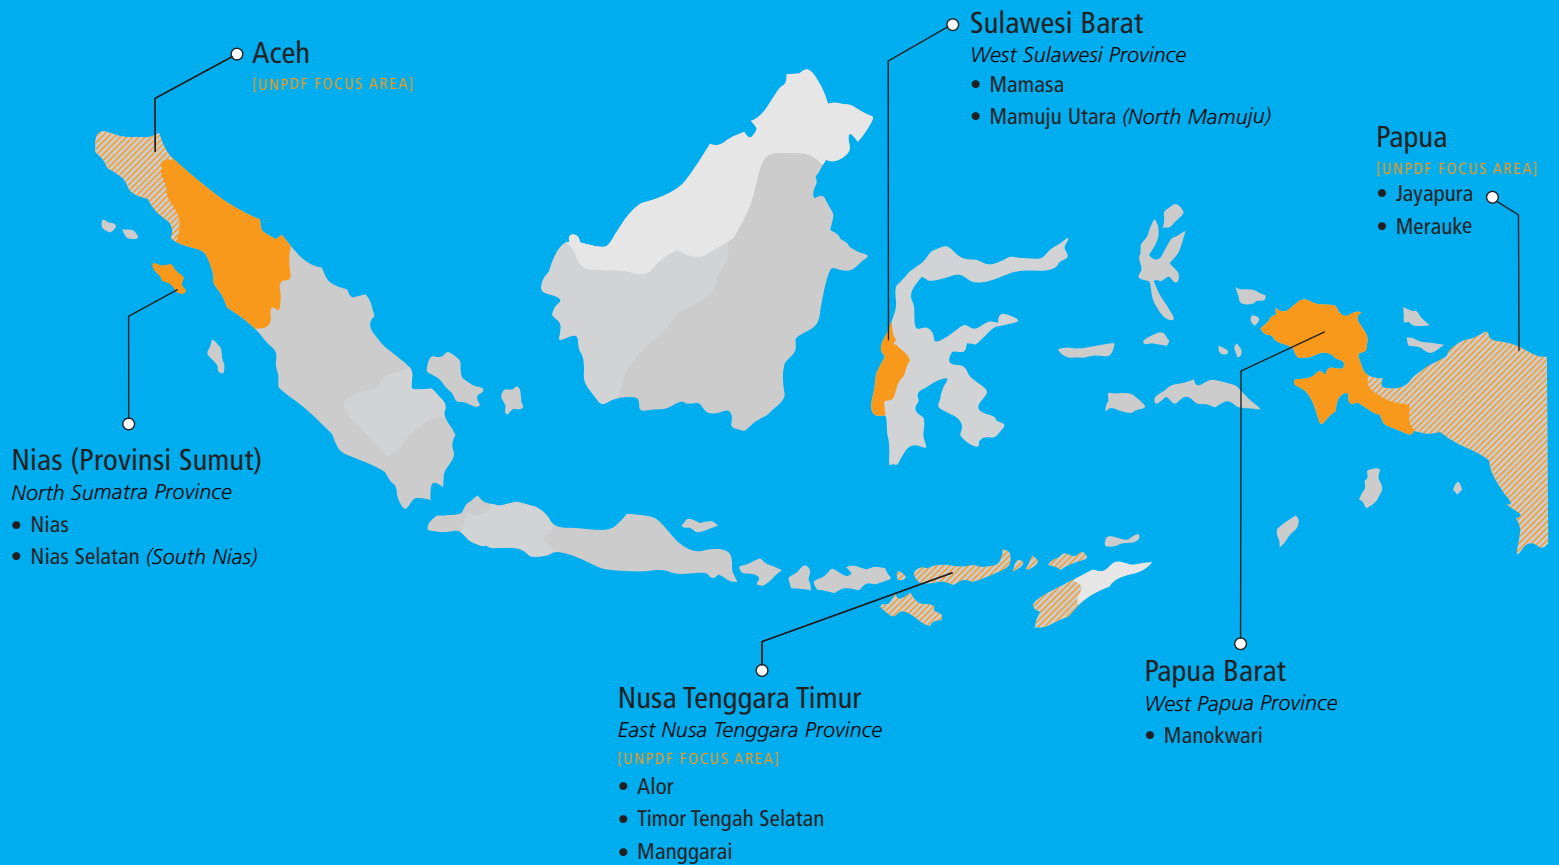 Aceh
[UNPDF FOCUS AREA]
Sulawesi Barat
West Sulawesi Province
• Mamasa
• Mamuju Utara (North Mamuju)
Papua
[UNPDF FOCUS AREA]
• Jayapura
• Merauke
Nias (Provinsi Sumut)
North Sumatra Province
• Nias
• Nias Selatan (South Nias)
Nusa Tenggara Timur
East Nusa Tenggara Province
[UNPDF FOCUS AREA]
• Alor
• Timor Tengah Selatan
• Manggarai
Papua Barat
West Papua Province
• Manokwari